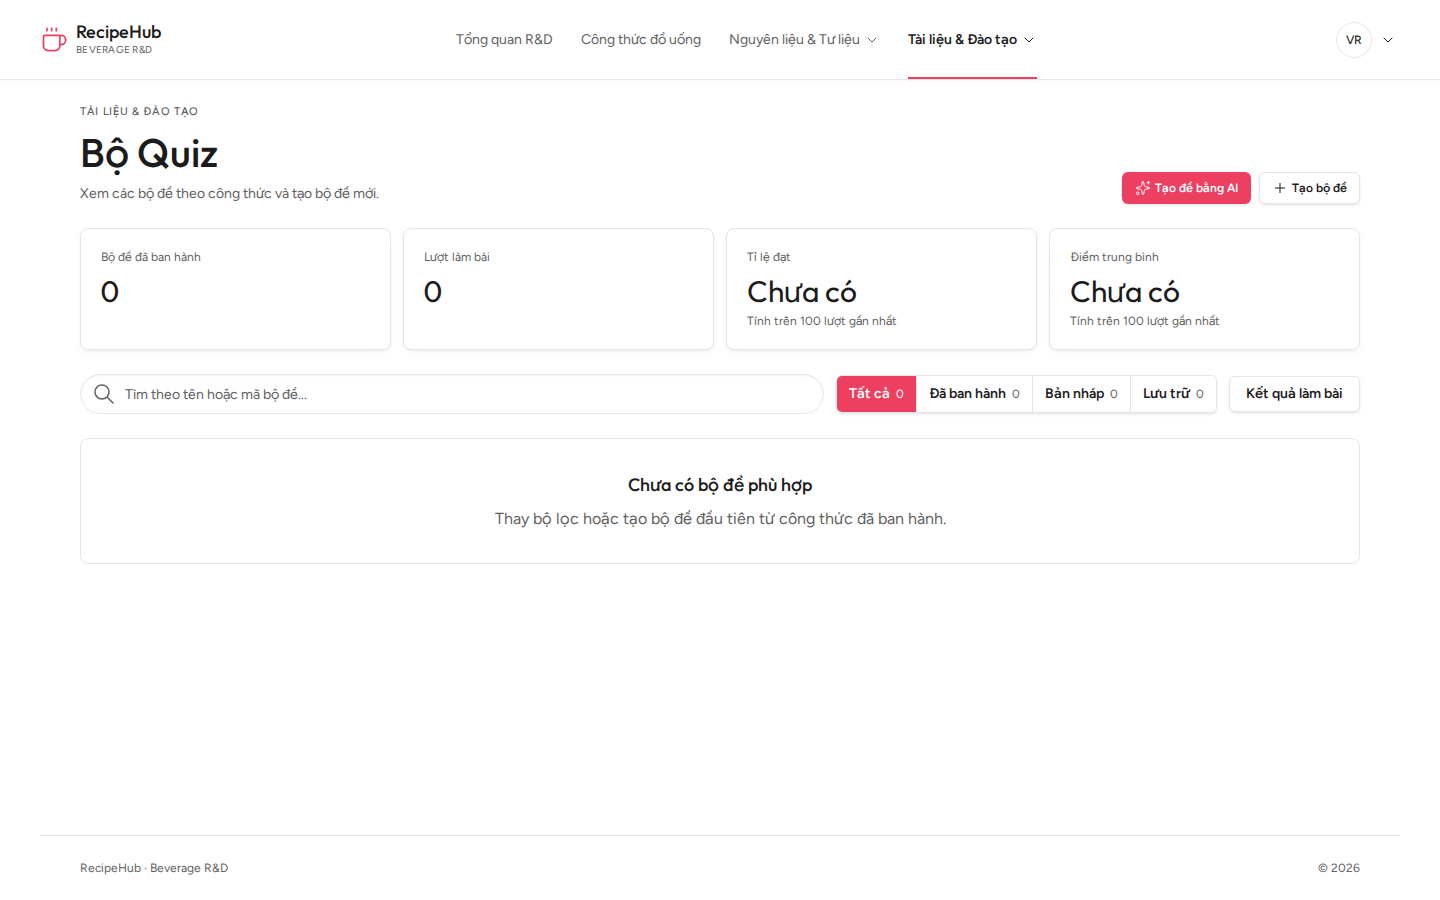 RecipeHub
BEVERAGE R&D
Tổng quan R&D
Công thức đồ uống
Nguyên liệu & Tư liệu
Tài liệu & Đào tạo
VR
TÀI LIỆU & ĐÀO TẠO
Bộ Quiz
Xem các bộ đề theo công thức và tạo bộ đề mới.
Tạo đề bằng AI
Tạo bộ đề
Bộ đề đã ban hành
0
Lượt làm bài
0
Tỉ lệ đạt
Chưa có
Tính trên 100 lượt gần nhất
Điểm trung bình
Chưa có
Tính trên 100 lượt gần nhất
Tìm theo tên hoặc mã bộ đề...
Tất cả 0
Đã ban hành 0
Bản nháp 0
Lưu trữ 0
Kết quả làm bài
Chưa có bộ đề phù hợp
Thay bộ lọc hoặc tạo bộ đề đầu tiên từ công thức đã ban hành.
RecipeHub · Beverage R&D
© 2026